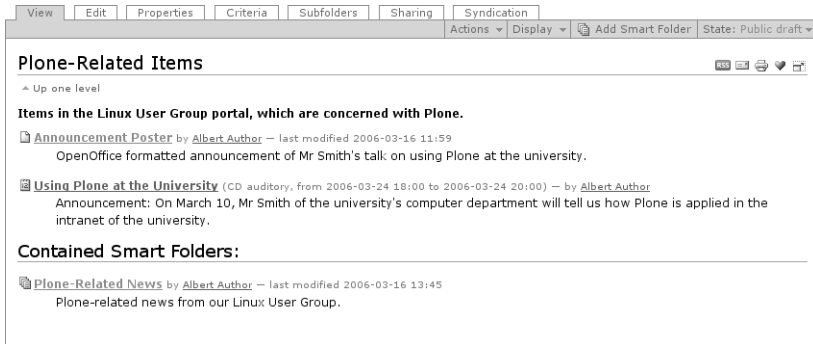 View Edit Properties Criteria Subfolders Sharing Syndication
Actions Display Add Smart Folder State: Public draft
Plone-Related Items
RSS
Up one level
Items in the Linux User Group portal, which are concerned with Plone.
Announcement Poster by Albert Author — last modified 2006-03-16 11:59
OpenOffice formatted announcement of Mr Smith's talk on using Plone at the university.
Using Plone at the University (CD auditory, from 2006-03-24 18:00 to 2006-03-24 20:00) — by Albert Author
Announcement: On March 10, Mr Smith of the university's computer department will tell us how Plone is applied in the
intranet of the university.
Contained Smart Folders:
Plone-Related News by Albert Author — last modified 2006-03-16 13:45
Plone-related news from our Linux User Group.